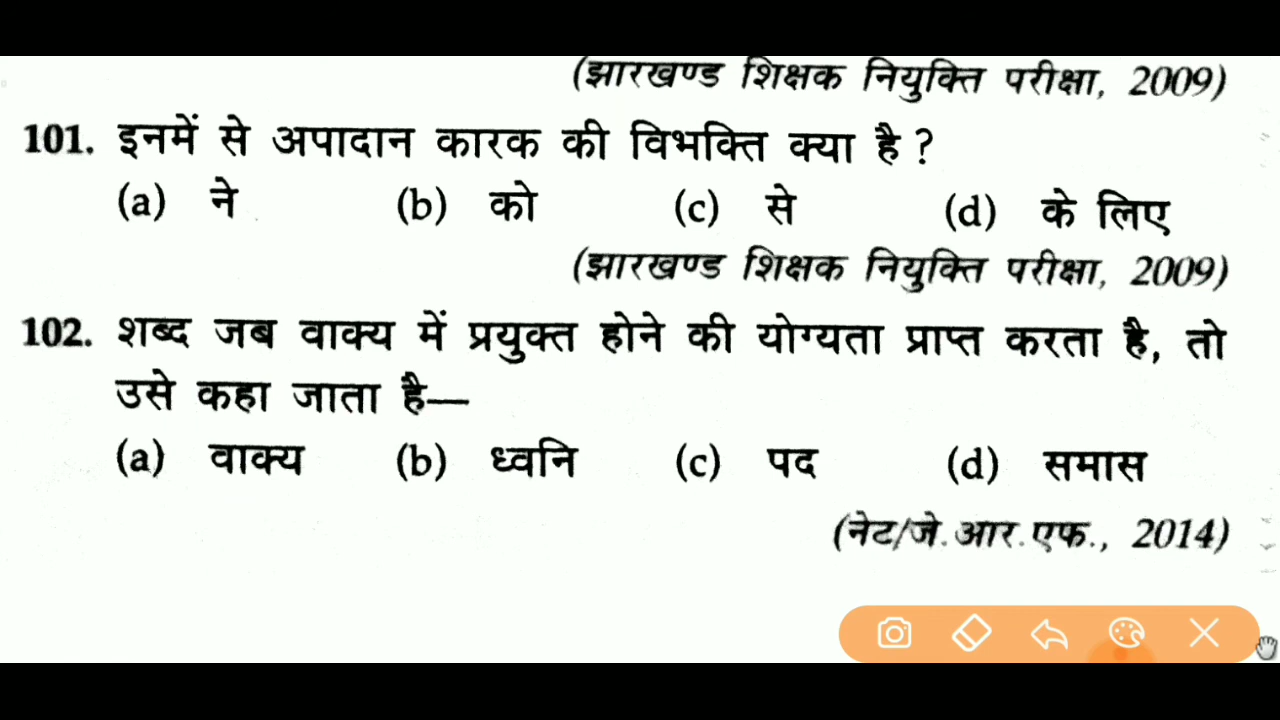 (झारखण्ड शिक्षक नियुक्ति परीक्षा, 2009)
101. इनमें से अपादान कारक की विभक्ति क्या है ?
(a) ने (b) को (c) से (d) के लिए
(झारखण्ड शिक्षक नियुक्ति परीक्षा, 2009)
102. शब्द जब वाक्य में प्रयुक्त होने की योग्यता प्राप्त करता है, तो
उसे कहा जाता है—
(a) वाक्य (b) ध्वनि (c) पद (d) समास
(नेट/जे.आर.एफ., 2014)